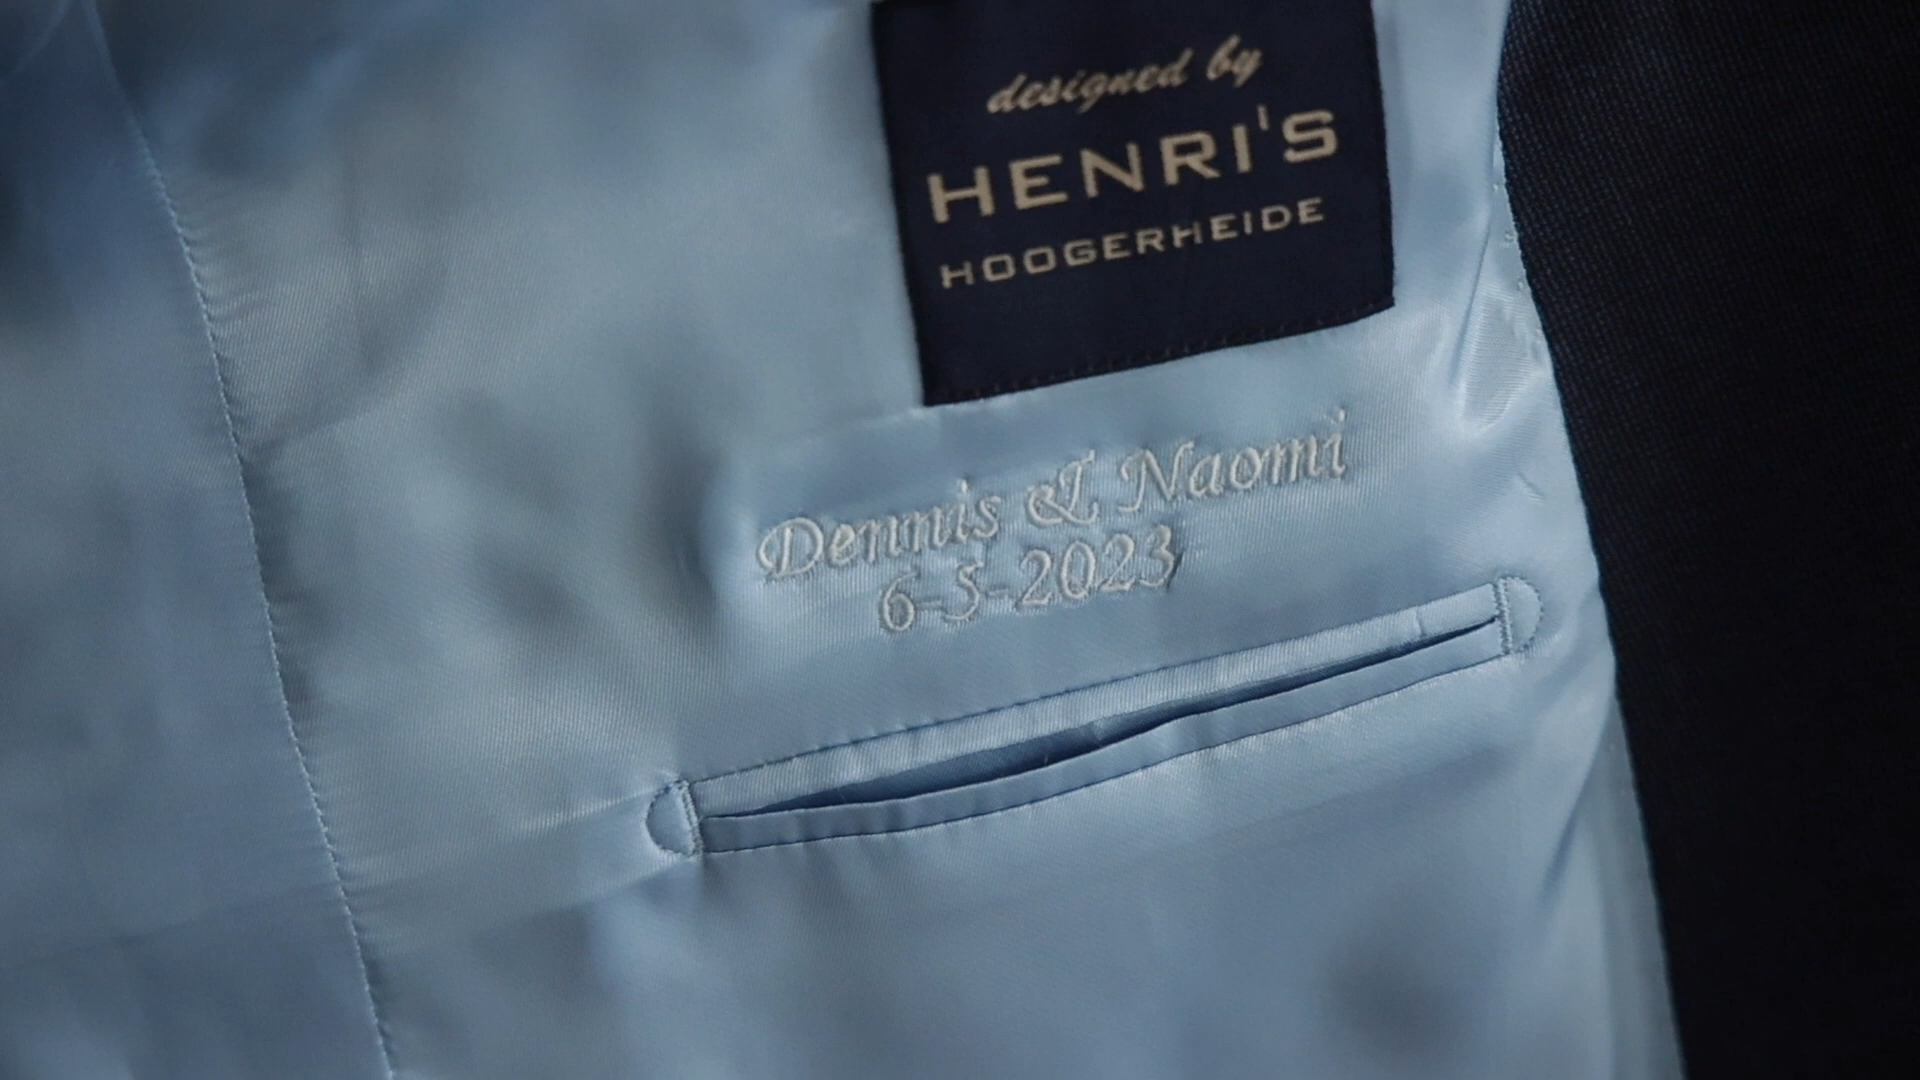 designed by
HENRI'S
HOOGERHEIDE
Dennis & Naomi
6-5-2023